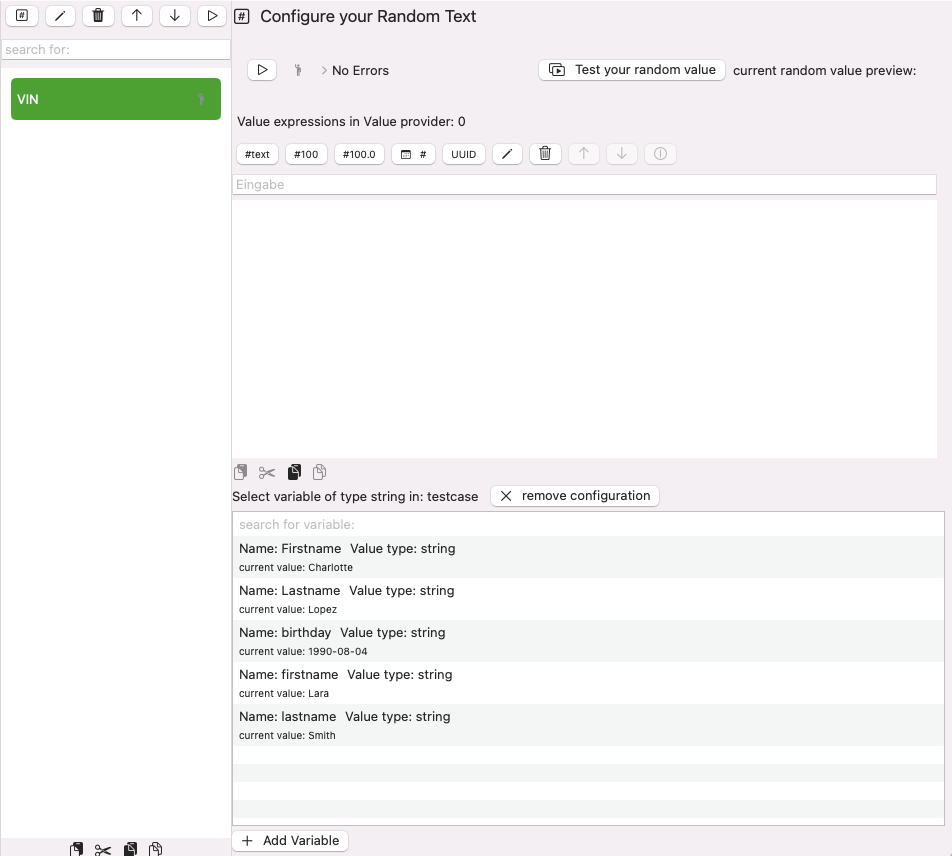 #
Configure your Random Text
search for:
VIN
No Errors
Test your random value
current random value preview:
Value expressions in Value provider: 0
#text
#100
#100.0
#
UUID
Eingabe
Select variable of type string in: testcase
remove configuration
search for variable:
Name: Firstname Value type: string
current value: Charlotte
Name: Lastname Value type: string
current value: Lopez
Name: birthday Value type: string
current value: 1990-08-04
Name: firstname Value type: string
current value: Lara
Name: lastname Value type: string
current value: Smith
Add Variable